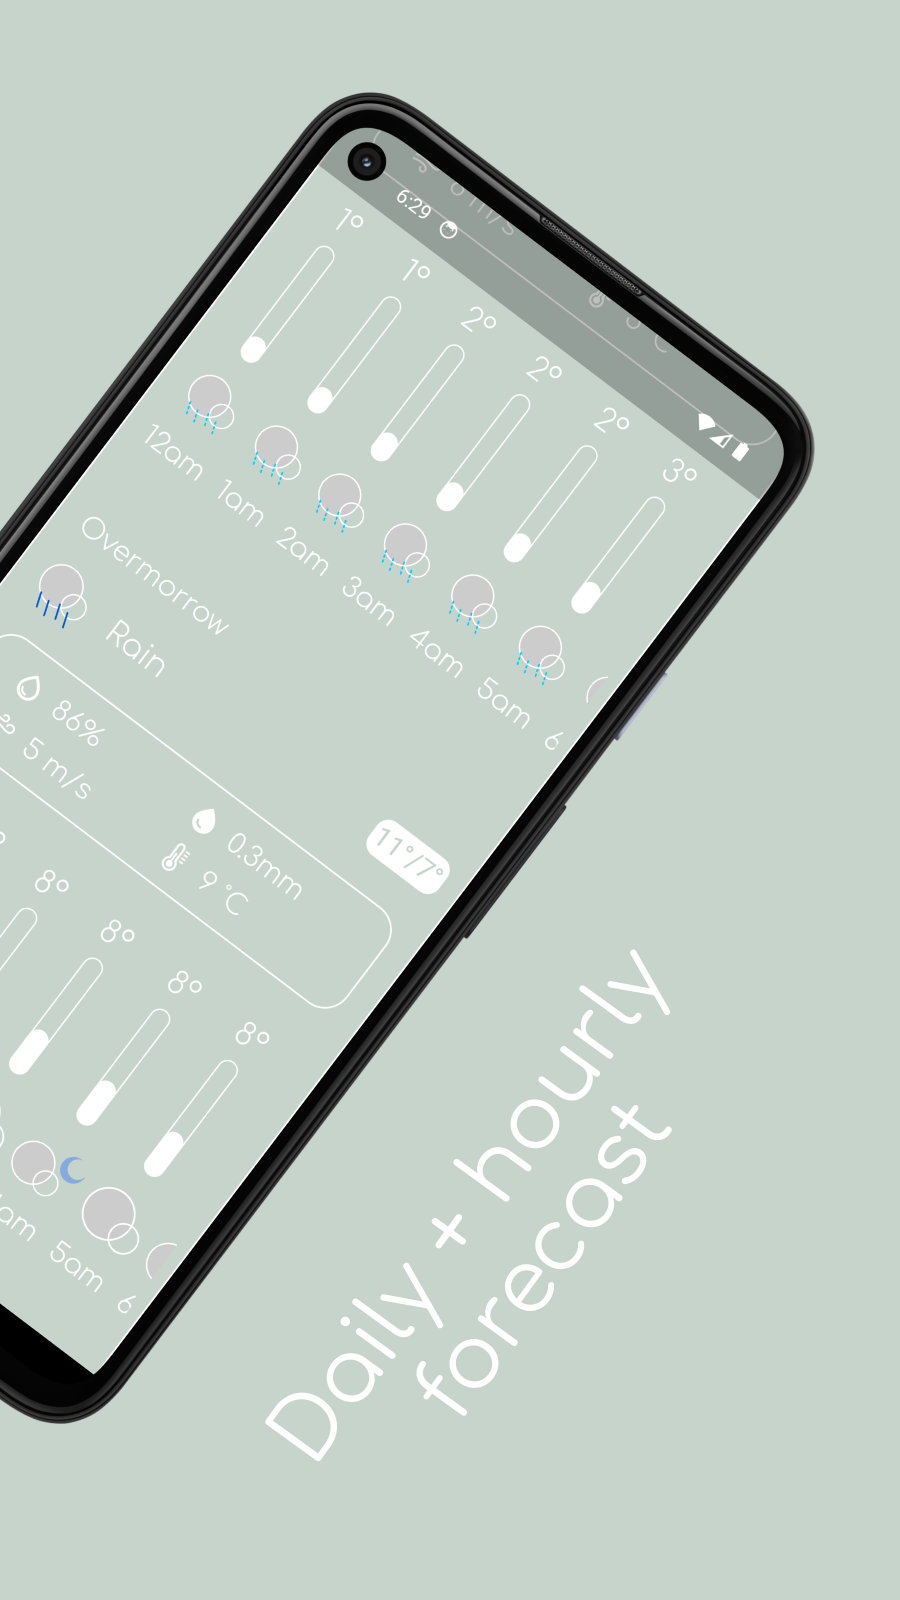 6:29
1° 1° 2° 2° 2° 3°
12am 1am 2am 3am 4am 5am 6
Overmorrow
Rain
11°/7°
86% 0.3mm
5 m/s 9 °C
8° 8° 8° 8°
5am 6
Daily + hourly
forecast